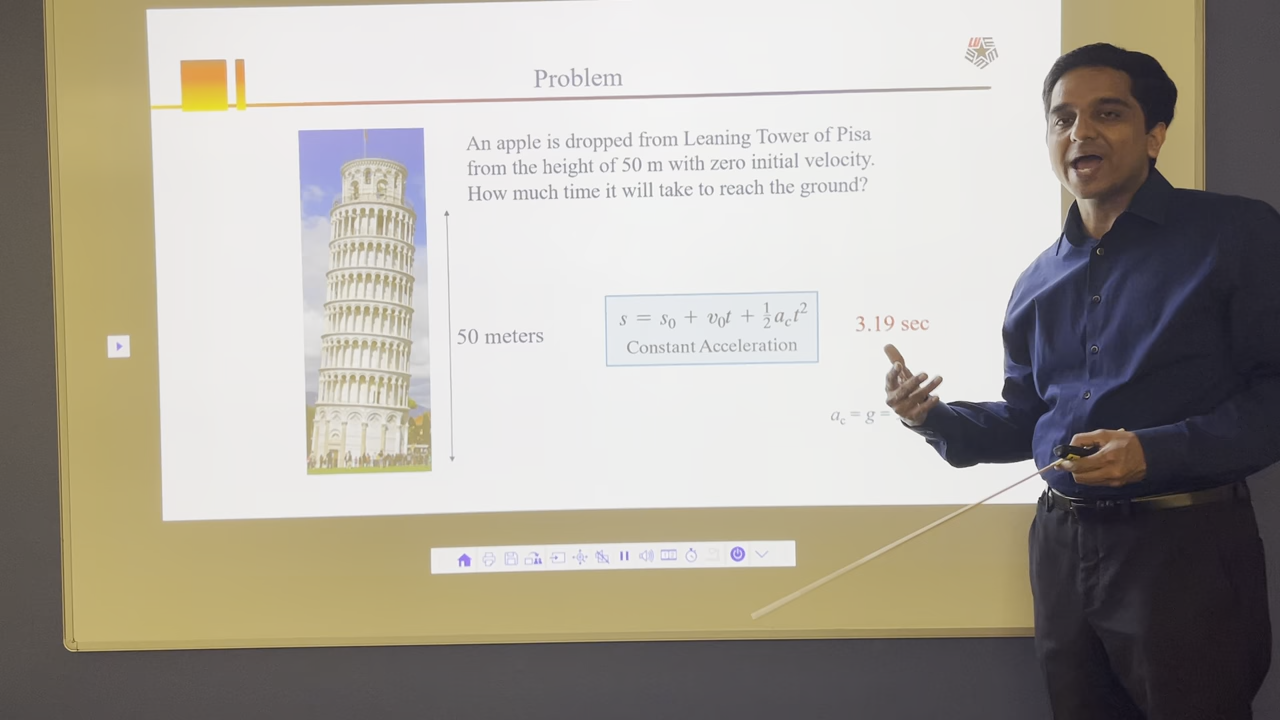 Problem
An apple is dropped from Leaning Tower of Pisa
from the height of 50 m with zero initial velocity.
How much time it will take to reach the ground?
50 meters
s = s₀ + v₀t + ½a꜀t²
Constant Acceleration
3.19 sec
a꜀ = g =